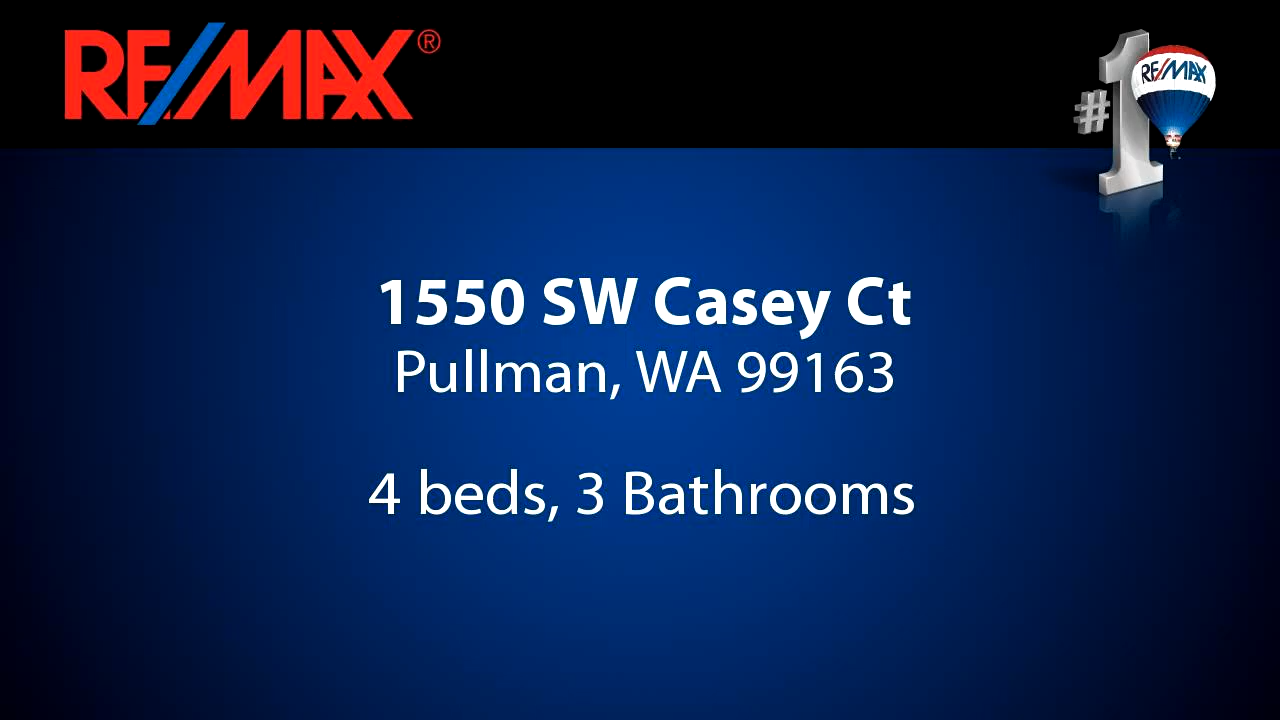 RE/MAX®
#1
RE/MAX
1550 SW Casey Ct
Pullman, WA 99163
4 beds, 3 Bathrooms